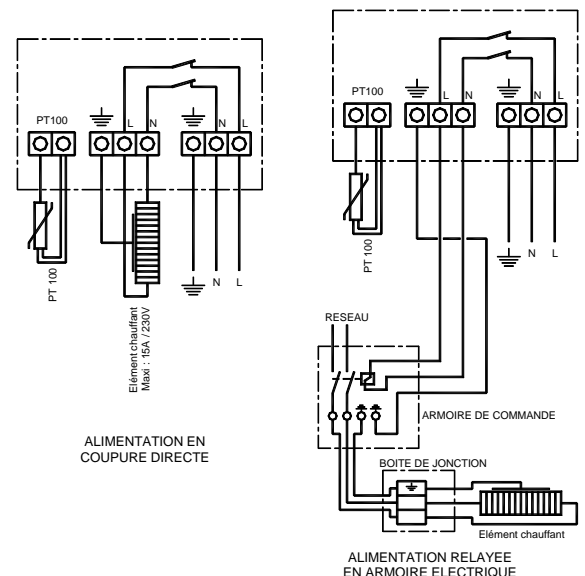 PT100
L
N
N
L
PT 100
Elément chauffant
Maxi : 15A / 230V
N
L
ALIMENTATION EN
COUPURE DIRECTE
PT100
L
N
N
L
PT 100
N
L
RESEAU
ARMOIRE DE COMMANDE
BOITE DE JONCTION
Elément chauffant
ALIMENTATION RELAYEE
EN ARMOIRE ELECTRIQUE